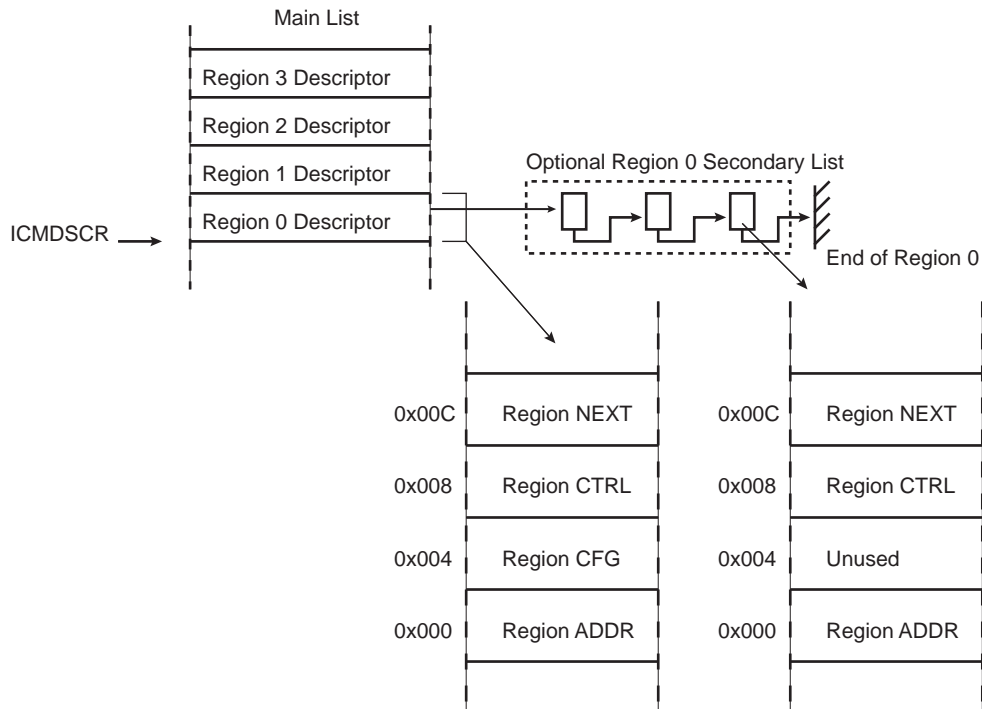 Main List
Region 3 Descriptor
Region 2 Descriptor
Region 1 Descriptor
Region 0 Descriptor
ICMDSCR
Optional Region 0 Secondary List
End of Region 0
0x00C Region NEXT
0x008 Region CTRL
0x004 Region CFG
0x000 Region ADDR
0x00C Region NEXT
0x008 Region CTRL
0x004 Unused
0x000 Region ADDR